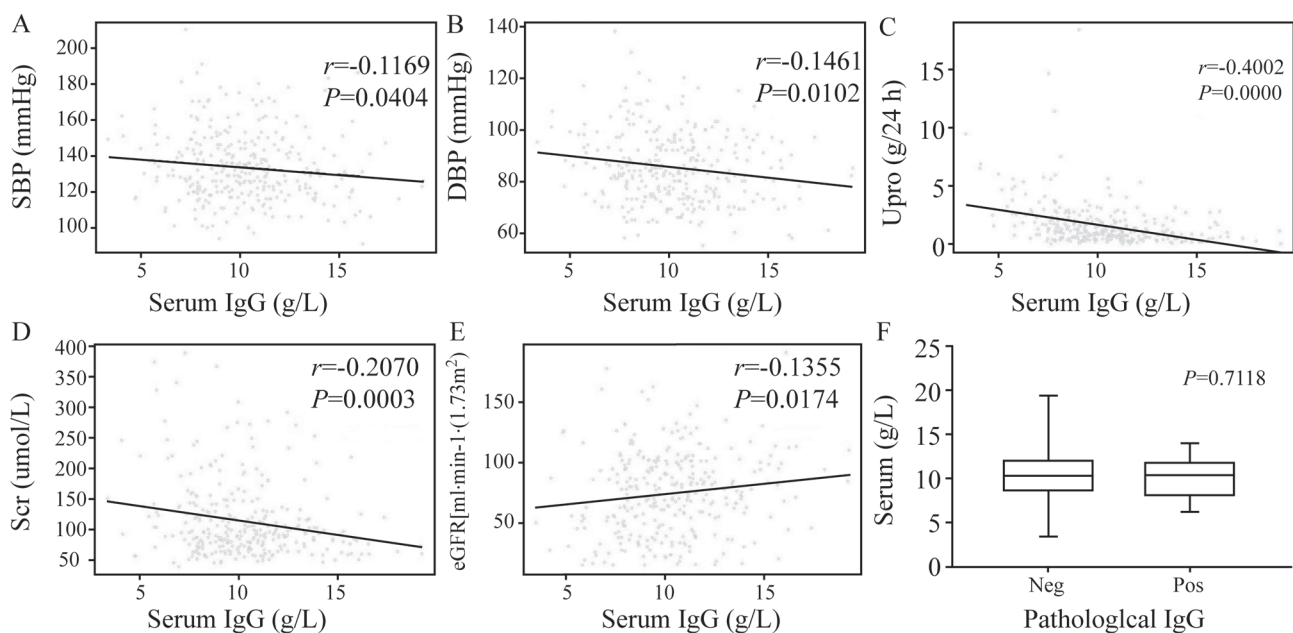 A
SBP (mmHg)
200
180
160
140
120
100
r=-0.1169
P=0.0404
5
10
15
Serum IgG (g/L)
B
DBP (mmHg)
140
120
100
80
60
r=-0.1461
P=0.0102
5
10
15
Serum IgG (g/L)
C
Upro (g/24 h)
15
10
5
0
r=-0.4002
P=0.0000
5
10
15
Serum IgG (g/L)
D
Scr (umol/L)
400
350
300
250
200
150
100
50
r=-0.2070
P=0.0003
5
10
15
Serum IgG (g/L)
E
eGFR[ml·min-1·(1.73m²)
150
100
50
r=-0.1355
P=0.0174
5
10
15
Serum IgG (g/L)
F
Serum (g/L)
25
20
15
10
5
0
P=0.7118
Neg
Pos
Pathologlcal IgG